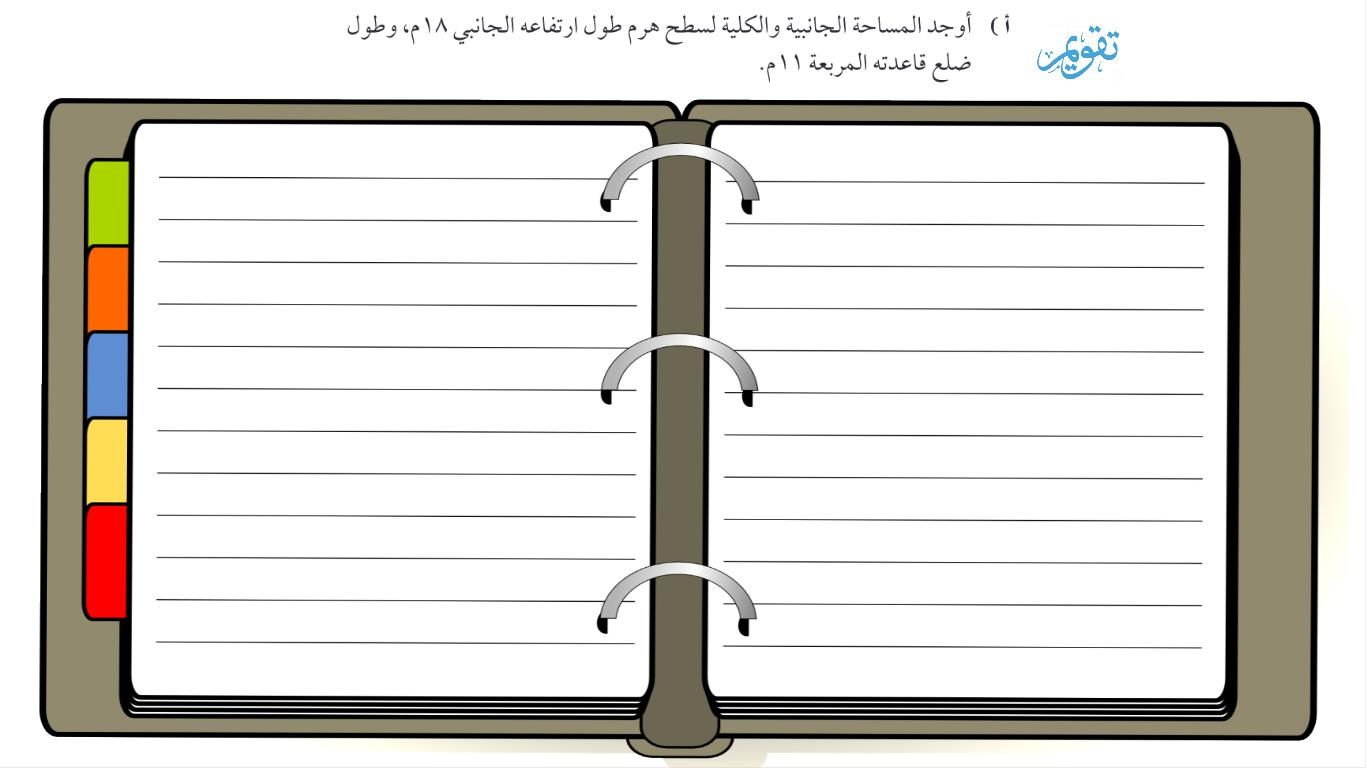 تقويم
أ ) أوجد المساحة الجانبية والكلية لسطح هرم طول ارتفاعه الجانبي ١٨م، وطول
ضلع قاعدته المربعة ١١م.